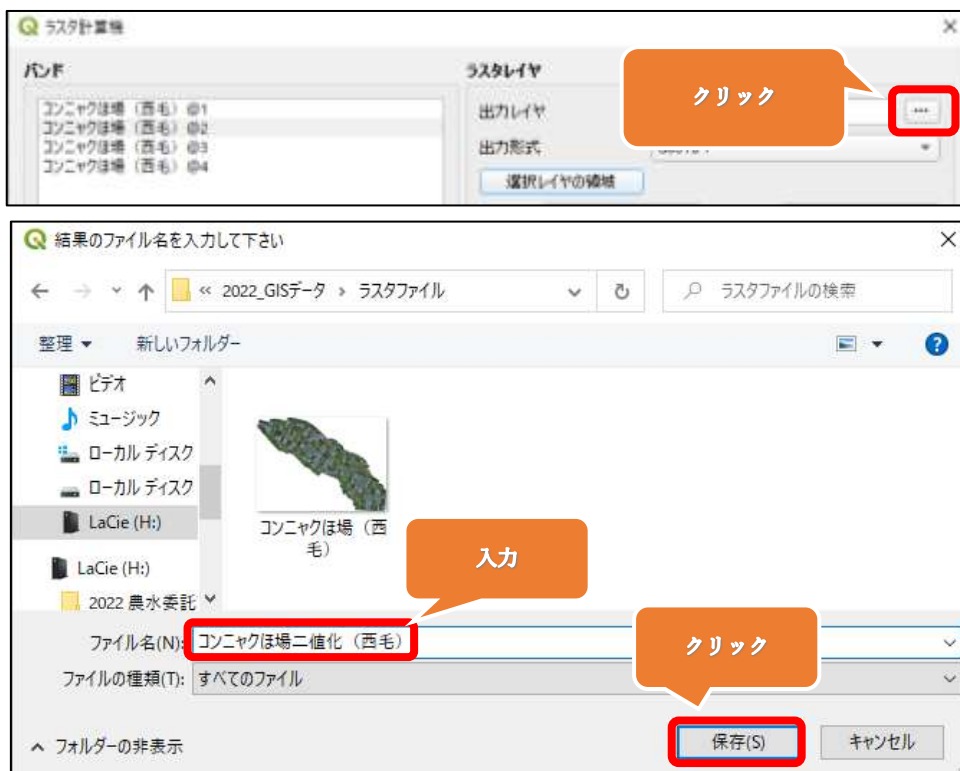 ラスタ計算機
バンド
コンニャクほ場（西毛）@1
コンニャクほ場（西毛）@2
コンニャクほ場（西毛）@3
コンニャクほ場（西毛）@4
ラスタレイヤ
出力レイヤ
...
出力形式
選択レイヤの領域
クリック
結果のファイル名を入力して下さい
« 2022_GISデータ › ラスタファイル
ラスタファイルの検索
整理
新しいフォルダー
ビデオ
ミュージック
ローカル ディスク
ローカル ディスク
LaCie (H:)
LaCie (H:)
2022 農水委託
コンニャクほ場（西
毛）
入力
ファイル名(N):
コンニャクほ場二値化（西毛）
クリック
ファイルの種類(T):
すべてのファイル
フォルダーの非表示
保存(S)
キャンセル